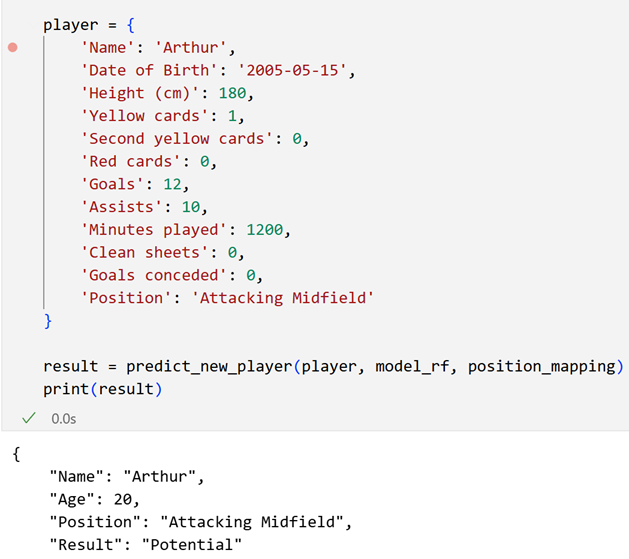 player = {
    'Name': 'Arthur',
    'Date of Birth': '2005-05-15',
    'Height (cm)': 180,
    'Yellow cards': 1,
    'Second yellow cards': 0,
    'Red cards': 0,
    'Goals': 12,
    'Assists': 10,
    'Minutes played': 1200,
    'Clean sheets': 0,
    'Goals conceded': 0,
    'Position': 'Attacking Midfield'
}
result = predict_new_player(player, model_rf, position_mapping)
print(result)
0.0s
{
    "Name": "Arthur",
    "Age": 20,
    "Position": "Attacking Midfield",
    "Result": "Potential"